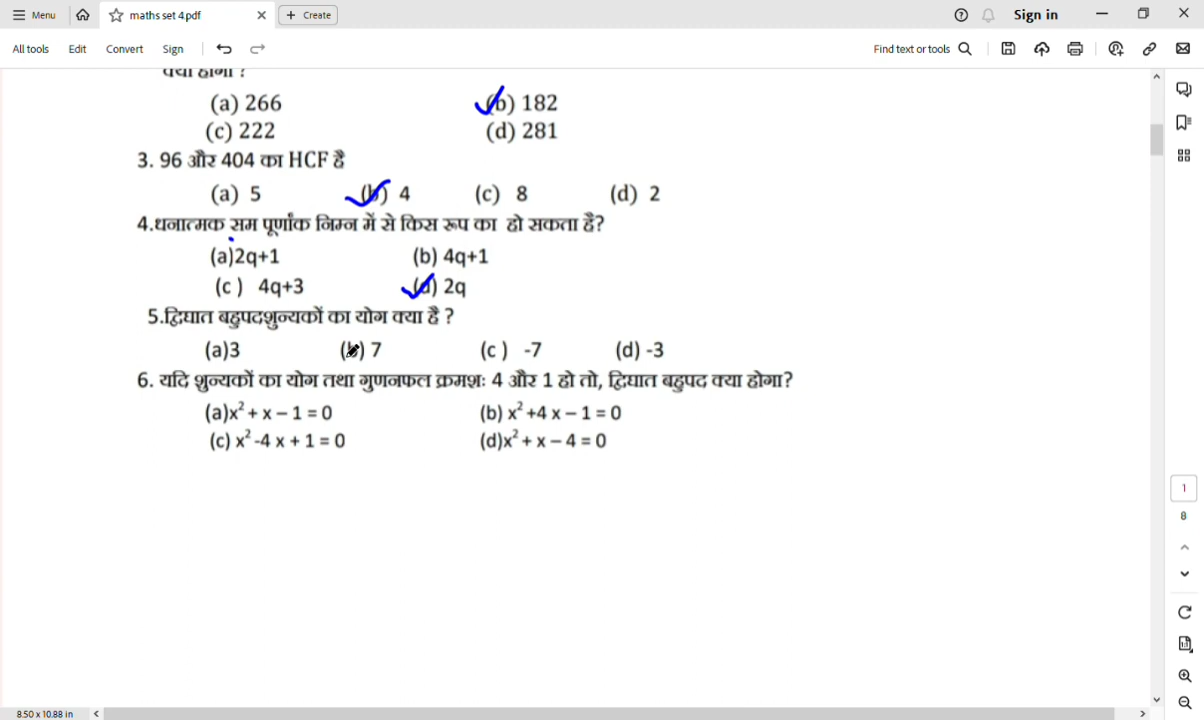 Menu maths set 4.pdf Create Sign in
All tools Edit Convert Sign Find text or tools
क्या होगा ?
(a) 266 (b) 182
(c) 222 (d) 281
3. 96 और 404 का HCF है
(a) 5 (b) 4 (c) 8 (d) 2
4.धनात्मक सम पूर्णांक निम्न में से किस रूप का हो सकता है?
(a)2q+1 (b) 4q+1
(c ) 4q+3 (d) 2q
5.द्विघात बहुपदशुन्यकों का योग क्या है ?
(a)3 (b) 7 (c ) -7 (d) -3
6. यदि शुन्यकों का योग तथा गुणनफल क्रमशः 4 और 1 हो तो, द्विघात बहुपद क्या होगा?
(a)x² + x – 1 = 0 (b) x² +4 x – 1 = 0
(c) x² -4 x + 1 = 0 (d)x² + x – 4 = 0
1
8
8.50 x 10.88 in